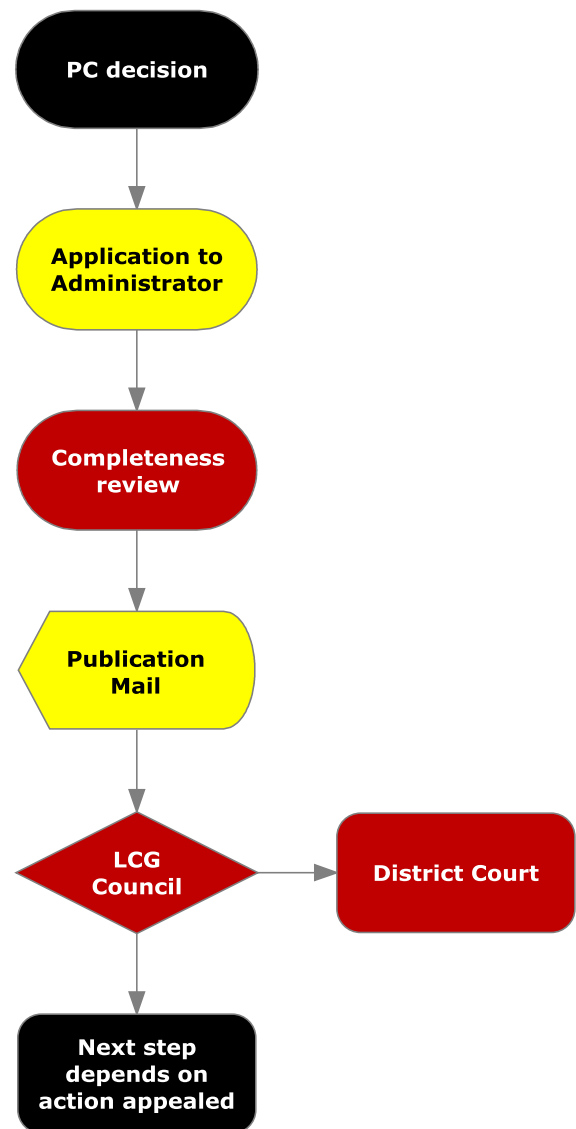 PC decision
Application to
Administrator
Completeness
review
Publication
Mail
LCG
Council
District Court
Next step
depends on
action appealed